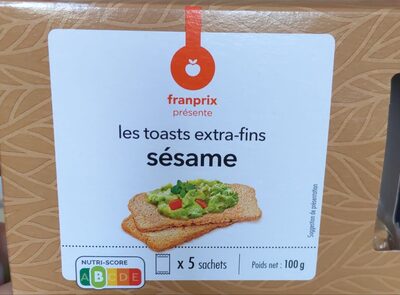 franprix
présente
les toasts extra-fins
sésame
Suggestion de présentation
NUTRI-SCORE
A B C D E
x 5 sachets
Poids net : 100 g